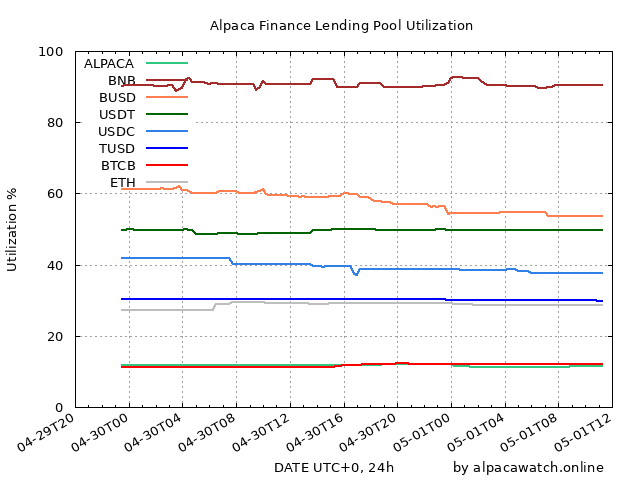 Alpaca Finance Lending Pool Utilization
100
80
60
40
20
0
Utilization %
ALPACA
BNB
BUSD
USDT
USDC
TUSD
BTCB
ETH
04-29T20
04-30T00
04-30T04
04-30T08
04-30T12
04-30T16
04-30T20
05-01T00
05-01T04
05-01T08
05-01T12
DATE UTC+0, 24h
by alpacawatch.online